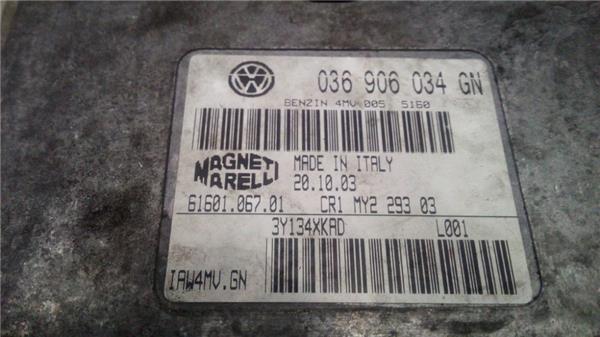 036 906 034 GN
BENZIN 4MV 005 5160
MAGNETI MARELLI
MADE IN ITALY
20.10.03
61601.067.01 CR1 MY2 293 03
3Y134XKAD L001
IAW4MV.GN